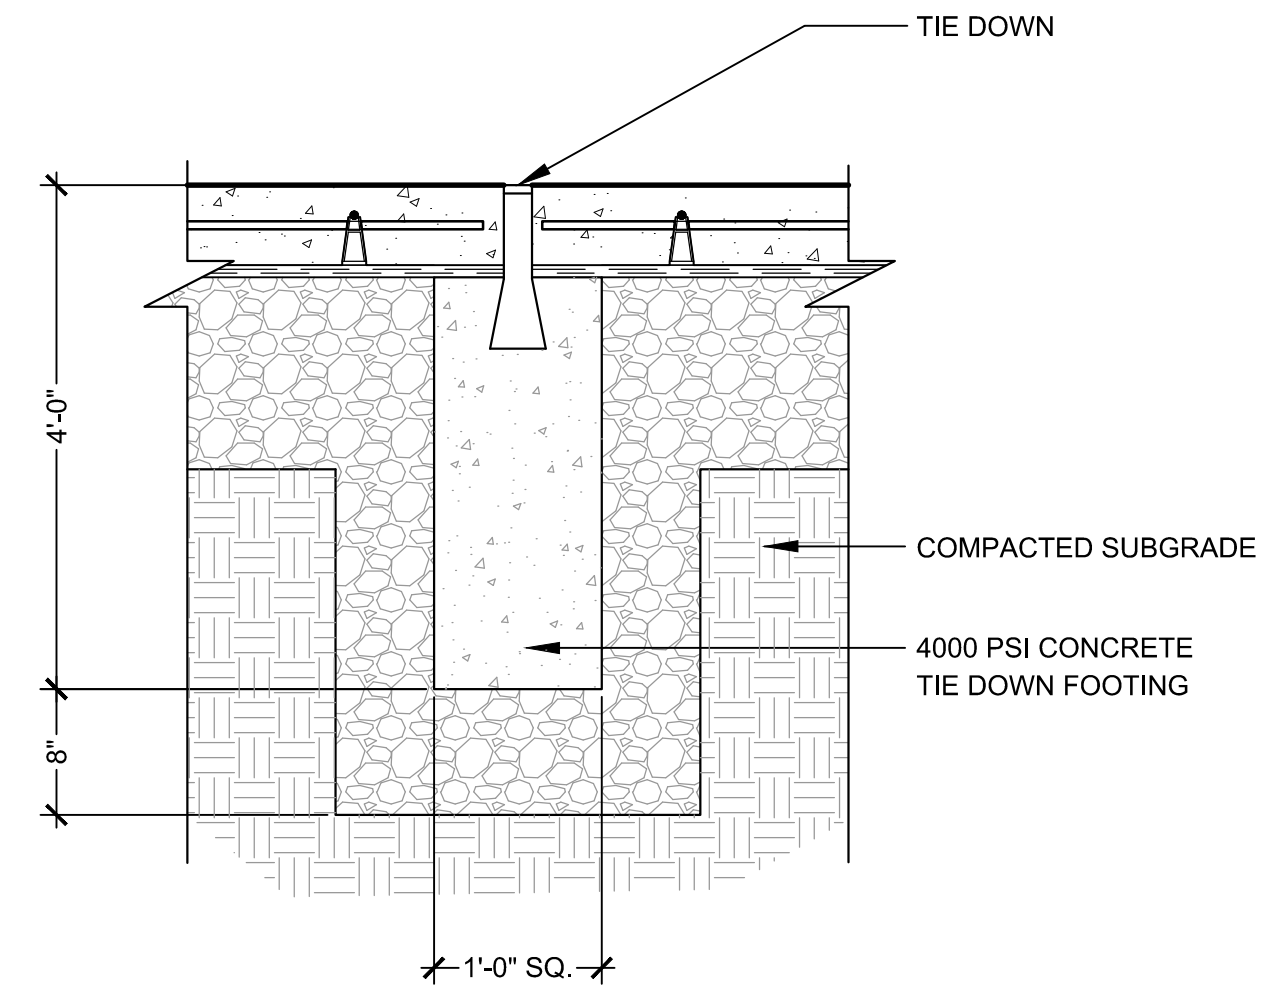 TIE DOWN
4'-0"
COMPACTED SUBGRADE
4000 PSI CONCRETE
TIE DOWN FOOTING
8"
1'-0" SQ.